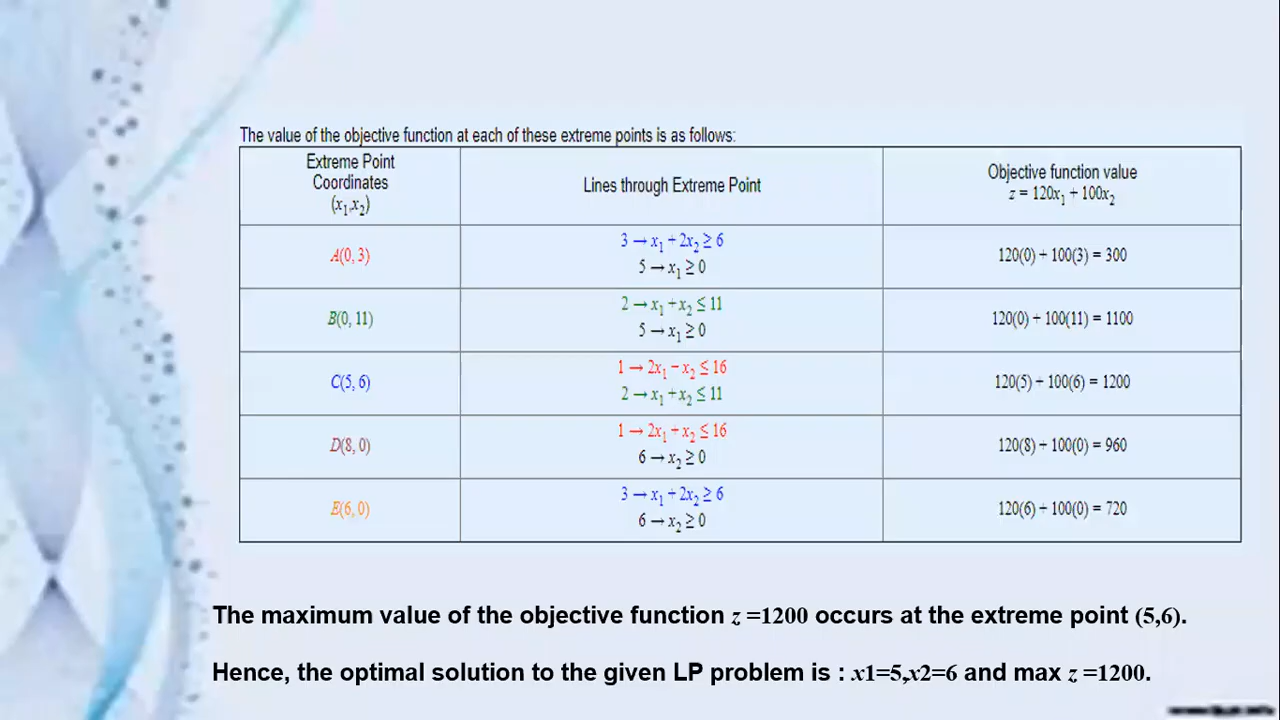 The value of the objective function at each of these extreme points is as follows:
Extreme Point
Coordinates
(x₁,x₂)
Lines through Extreme Point
Objective function value
z = 120x₁ + 100x₂
A(0, 3)
3 → x₁ + 2x₂ ≥ 6
5 → x₁ ≥ 0
120(0) + 100(3) = 300
B(0, 11)
2 → x₁ + x₂ ≤ 11
5 → x₁ ≥ 0
120(0) + 100(11) = 1100
C(5, 6)
1 → 2x₁ + x₂ ≤ 16
2 → x₁ + x₂ ≤ 11
120(5) + 100(6) = 1200
D(8, 0)
1 → 2x₁ + x₂ ≤ 16
6 → x₂ ≥ 0
120(8) + 100(0) = 960
E(6, 0)
3 → x₁ + 2x₂ ≥ 6
6 → x₂ ≥ 0
120(6) + 100(0) = 720
The maximum value of the objective function z =1200 occurs at the extreme point (5,6).
Hence, the optimal solution to the given LP problem is : x1=5,x2=6 and max z =1200.